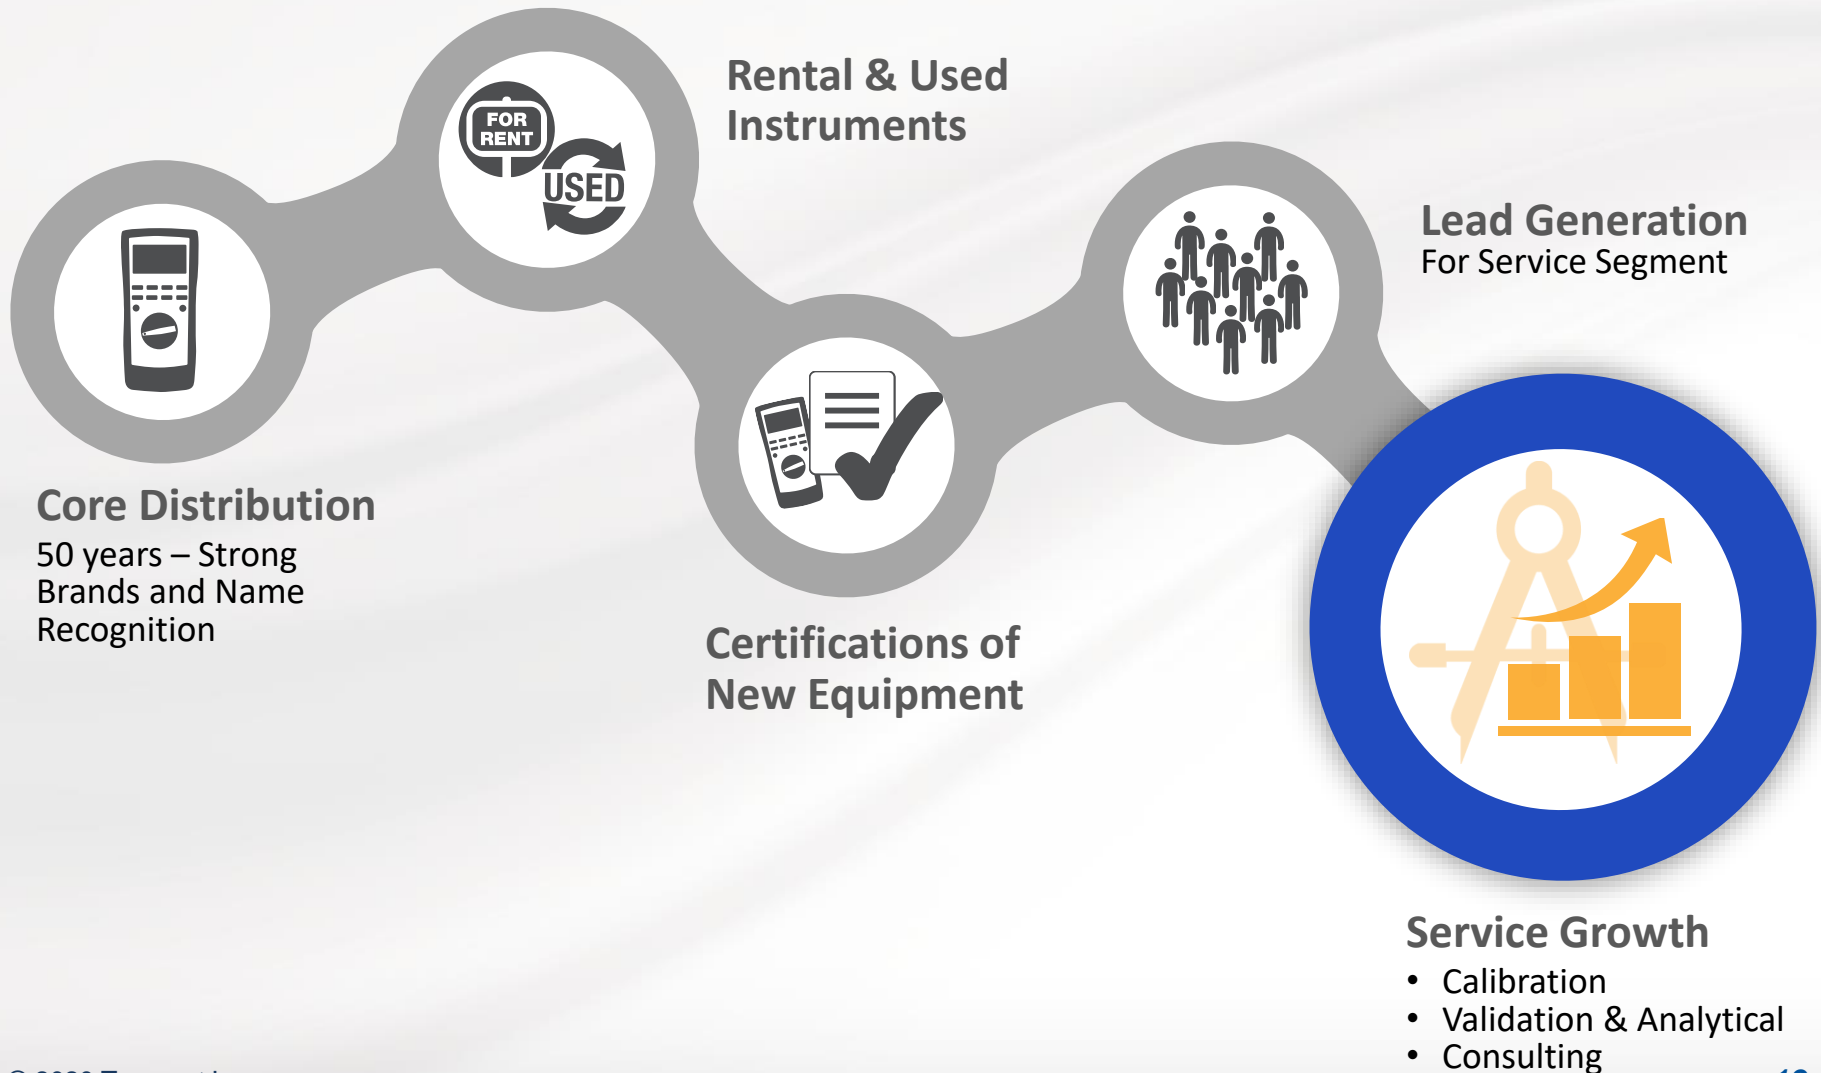 FOR
RENT
USED
Rental & Used
Instruments
Lead Generation
For Service Segment
Core Distribution
50 years – Strong
Brands and Name
Recognition
Certifications of
New Equipment
Service Growth
• Calibration
• Validation & Analytical
• Consulting